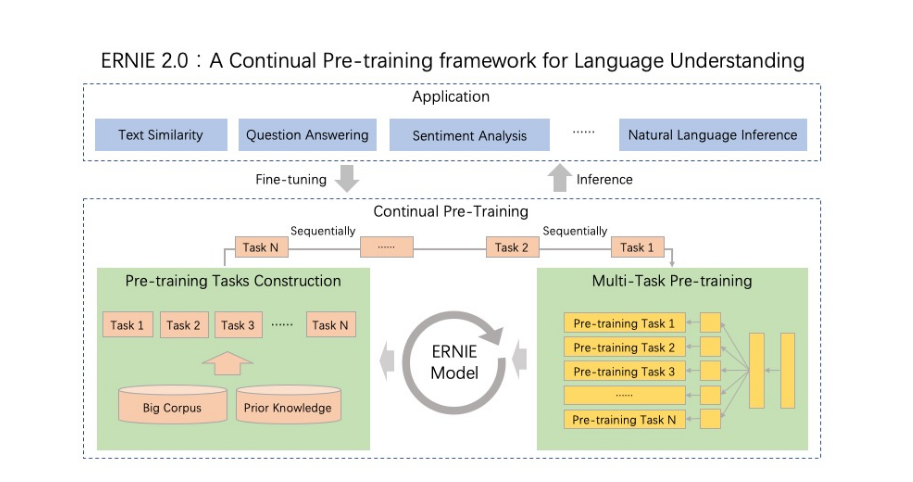 ERNIE 2.0：A Continual Pre-training framework for Language Understanding
Application
Text Similarity
Question Answering
Sentiment Analysis
······
Natural Language Inference
Fine-tuning
Inference
Continual Pre-Training
Sequentially
Sequentially
Task N
······
Task 2
Task 1
Pre-training Tasks Construction
Task 1
Task 2
Task 3
······
Task N
Big Corpus
Prior Knowledge
ERNIE
Model
Multi-Task Pre-training
Pre-training Task 1
Pre-training Task 2
Pre-training Task 3
······
Pre-training Task N